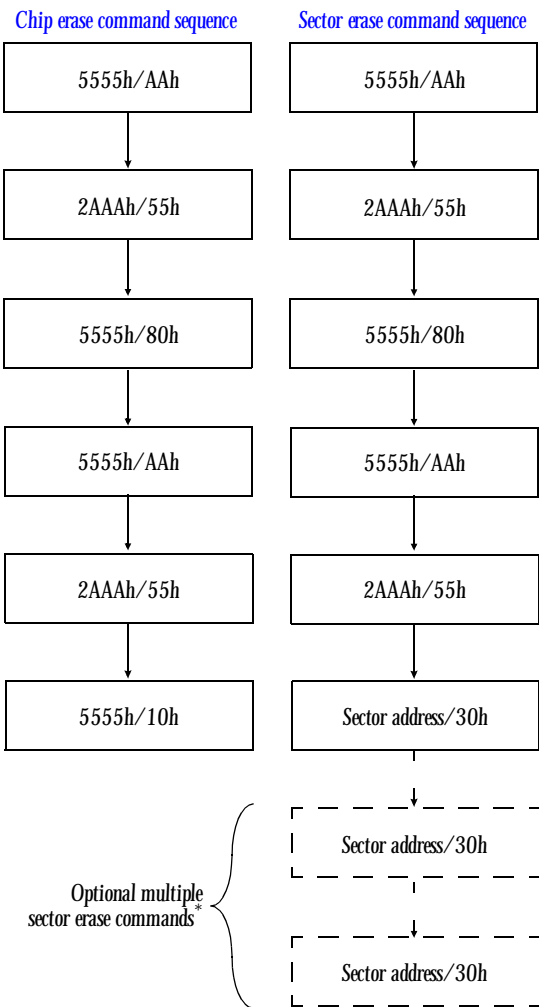 Chip erase command sequence
5555h/AAh
2AAAh/55h
5555h/80h
5555h/AAh
2AAAh/55h
5555h/10h
Sector erase command sequence
5555h/AAh
2AAAh/55h
5555h/80h
5555h/AAh
2AAAh/55h
Sector address/30h
Sector address/30h
Sector address/30h
Optional multiple
sector erase commands*